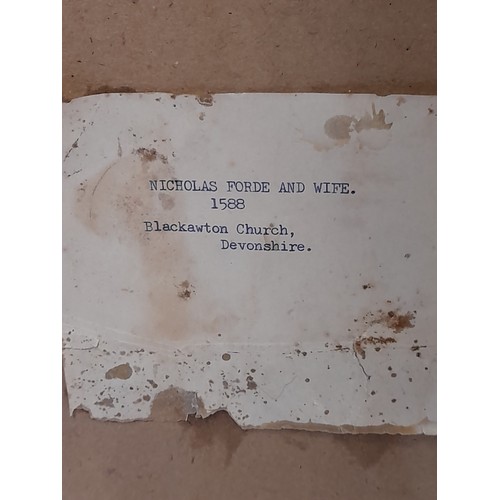 NICHOLAS FORDE AND WIFE.
1588
Blackawton Church,
Devonshire.